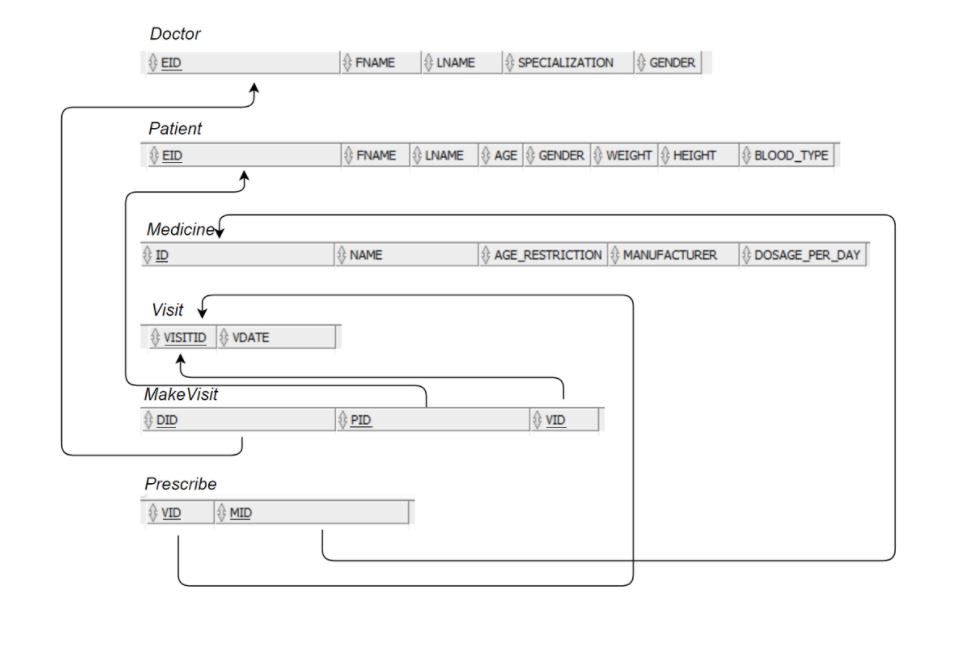 Doctor
EID FNAME LNAME SPECIALIZATION GENDER
Patient
EID FNAME LNAME AGE GENDER WEIGHT HEIGHT BLOOD_TYPE
Medicine
ID NAME AGE_RESTRICTION MANUFACTURER DOSAGE_PER_DAY
Visit
VISITID VDATE
MakeVisit
DID PID VID
Prescribe
VID MID